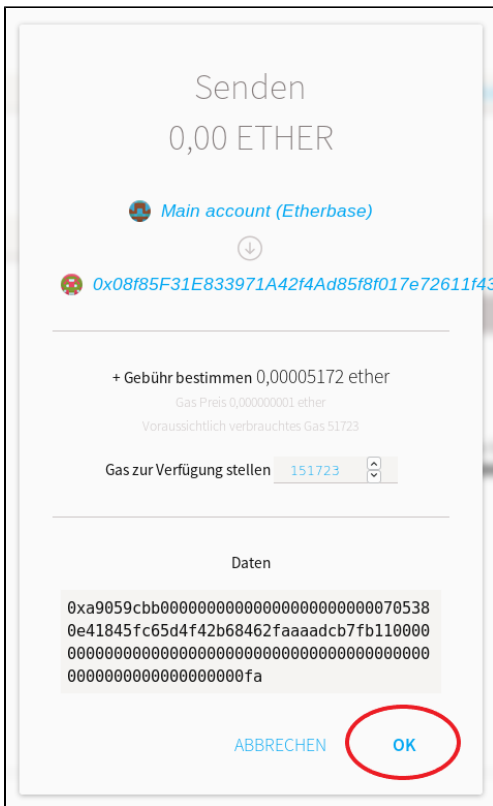 Senden
0,00 ETHER
Main account (Etherbase)
0x08f85F31E833971A42f4Ad85f8f017e72611f43
+ Gebühr bestimmen 0,00005172 ether
Gas Preis 0,000000001 ether
Voraussichtlich verbrauchtes Gas 51723
Gas zur Verfügung stellen 151723
Daten
0xa9059cbb000000000000000000000000070538
0e41845fc65d4f42b68462faaaadcb7fb110000
000000000000000000000000000000000000000
0000000000000000000fa
ABBRECHEN OK